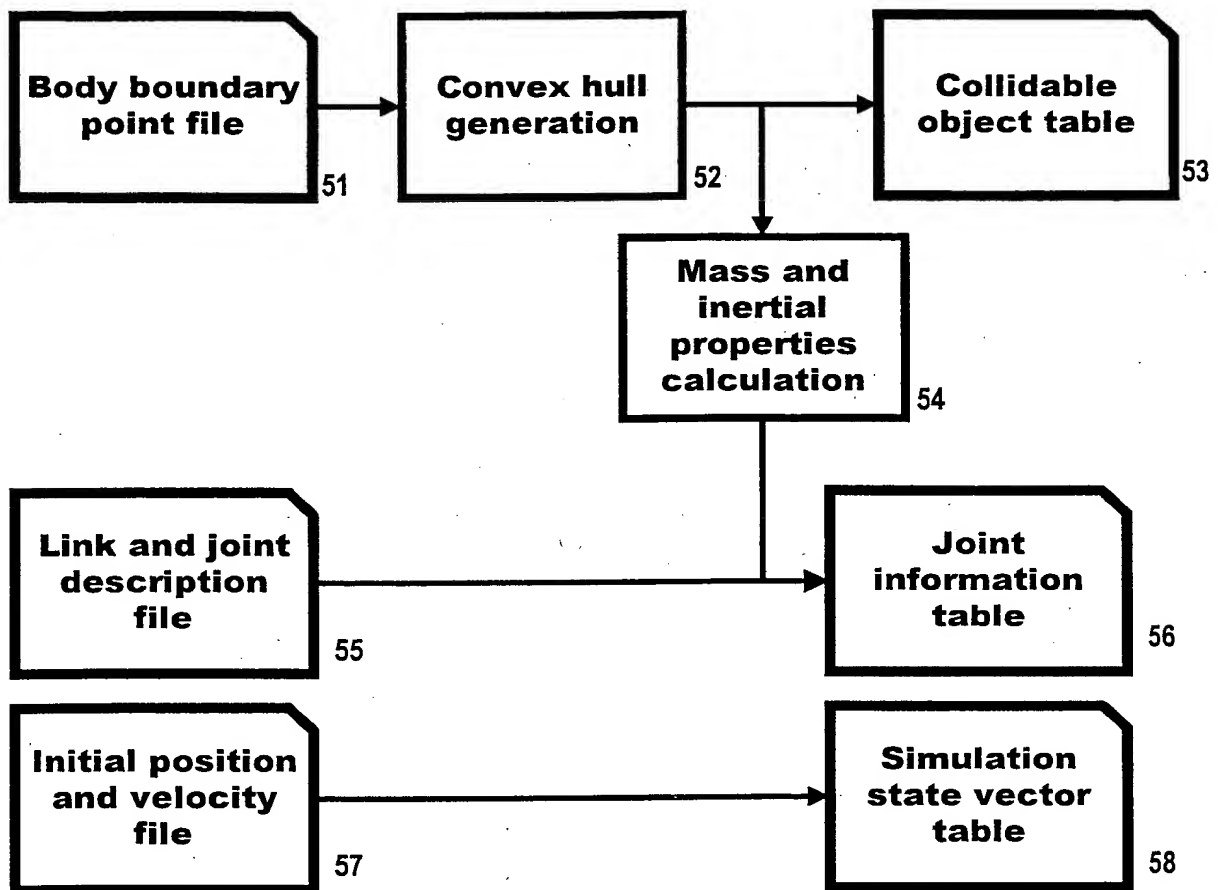 Body boundary
point file
51
Convex hull
generation
52
Collidable
object table
53
Mass and
inertial
properties
calculation
54
Link and joint
description
file
55
Joint
information
table
56
Initial position
and velocity
file
57
Simulation
state vector
table
58